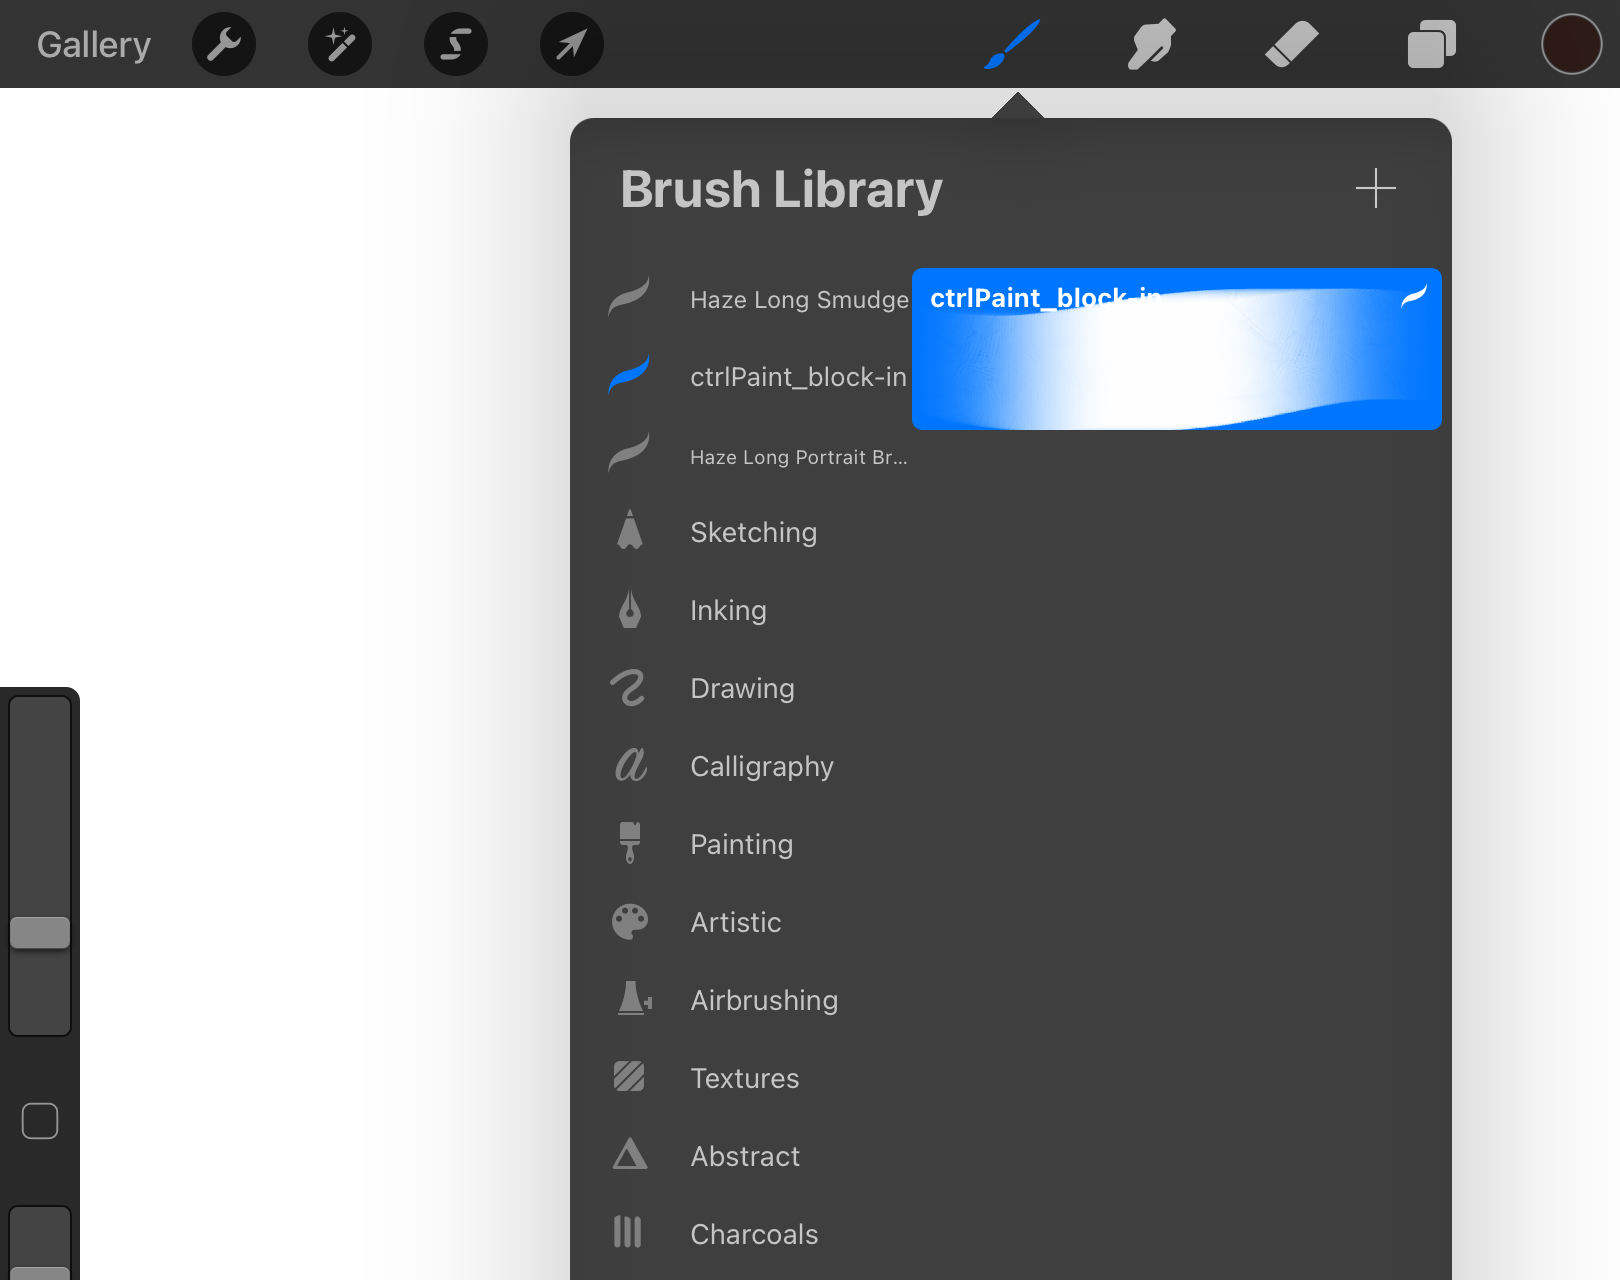 Gallery
Brush Library
Haze Long Smudge
ctrlPaint_block-in
ctrlPaint_block-in
Haze Long Portrait Br...
Sketching
Inking
Drawing
Calligraphy
Painting
Artistic
Airbrushing
Textures
Abstract
Charcoals